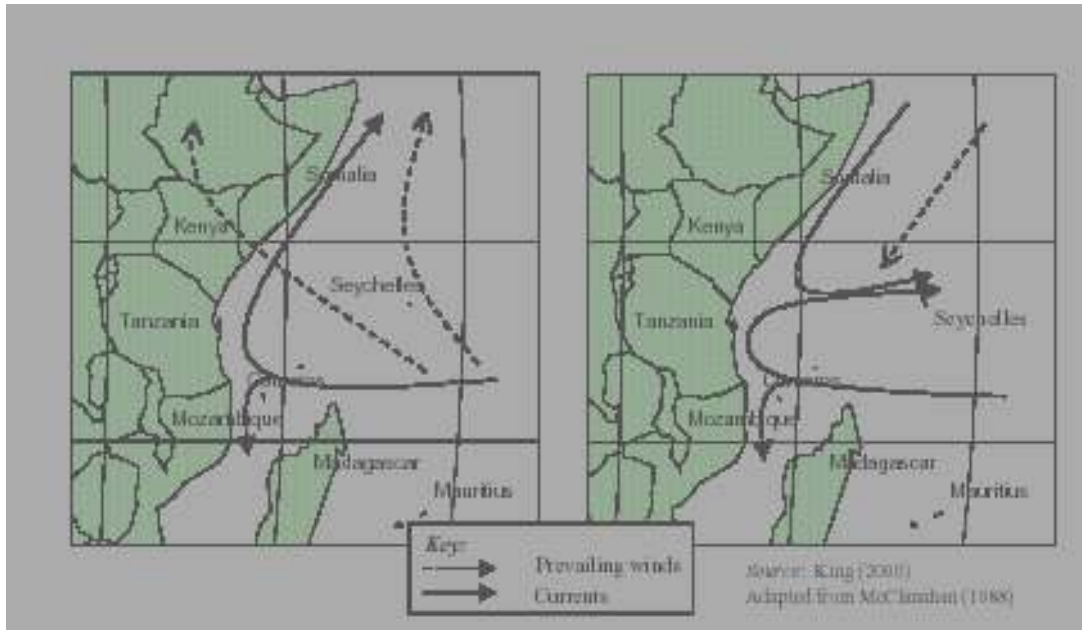 Somalia
Kenya
Seychelles
Tanzania
Comoros
Mozambique
Madagascar
Mauritius
Somalia
Kenya
Seychelles
Tanzania
Comoros
Mozambique
Madagascar
Mauritius
Key:
Prevailing winds
Currents
Source: King (2000)
Adapted from McClanahan (1988)